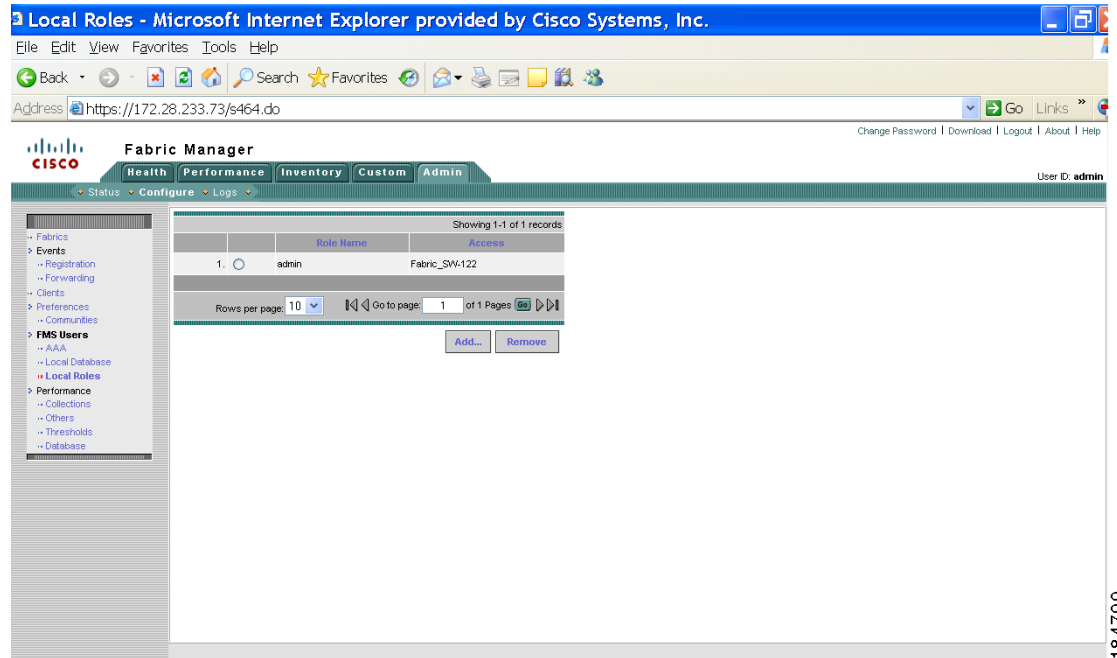 Local Roles - Microsoft Internet Explorer provided by Cisco Systems, Inc.
File Edit View Favorites Tools Help
Back Search Favorites
Address https://172.28.233.73/s464.do Go Links »
Change Password | Download | Logout | About | Help
CISCO Fabric Manager
Health Performance Inventory Custom Admin
User ID: admin
Status Configure Logs
Showing 1-1 of 1 records
Role Name Access
1. admin Fabric_SW-122
Rows per page: 10 Go to page: 1 of 1 Pages Go
Add... Remove
Fabrics
Events
Registration
Forwarding
Clients
Preferences
Communities
FMS Users
AAA
Local Database
Local Roles
Performance
Collections
Others
Thresholds
Database